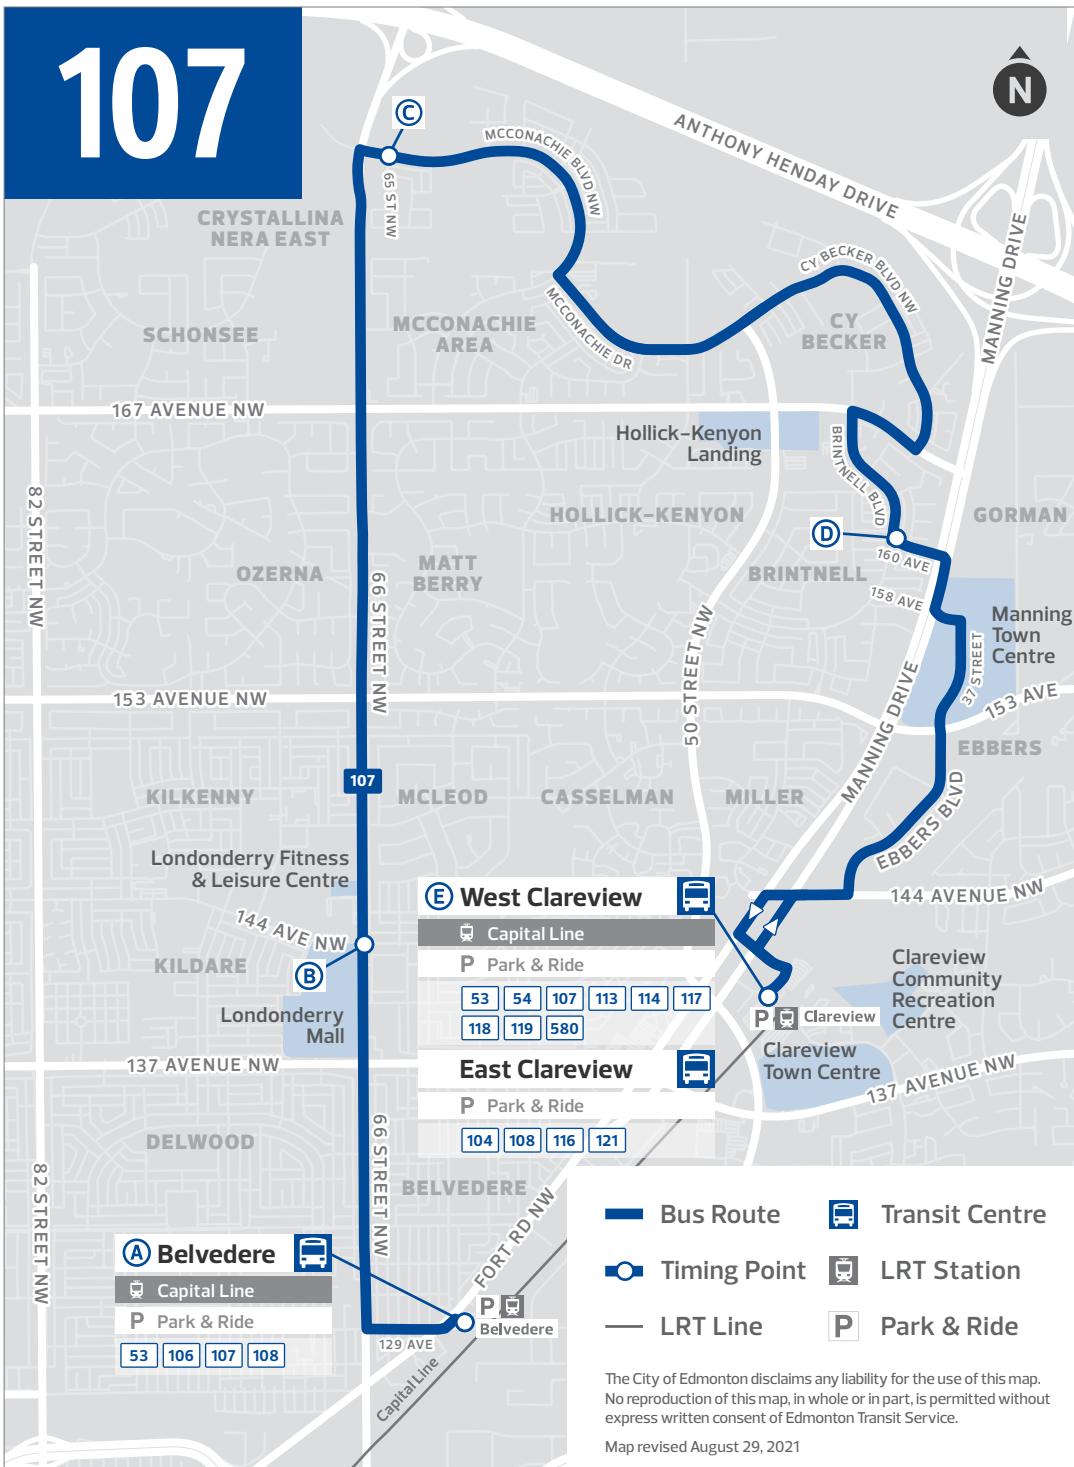 107
N
C
MCCONACHIE BLVD NW
ANTHONY HENDAY DRIVE
65 ST NW
CRYSTALLINA
NERA EAST
MANNING DRIVE
CY BECKER BLVD NW
MCCONACHIE DR
SCHONSEE
MCCONACHIE
AREA
CY
BECKER
167 AVENUE NW
Hollick-Kenyon
Landing
BRINTNELL BLVD
82 STREET NW
HOLLICK-KENYON
GORMAN
D
160 AVE
OZERNA
MATT
BERRY
BRINTNELL
158 AVE
66 STREET NW
50 STREET NW
Manning
Town
Centre
37 STREET
153 AVENUE NW
153 AVE
MANNING DRIVE
EBBERS
107
KILKENNY
MCLEOD
CASSELMAN
MILLER
EBBERS BLVD
Londonderry Fitness
& Leisure Centre
144 AVENUE NW
E West Clareview
Capital Line
P Park & Ride
53 54 107 113 114 117
118 119 580
East Clareview
P Park & Ride
104 108 116 121
144 AVE NW
KILDARE
B
Londonderry
Mall
Clareview
Community
Recreation
Centre
P Clareview
Clareview
Town Centre
137 AVENUE NW
137 AVENUE NW
DELWOOD
66 STREET NW
82 STREET NW
BELVEDERE
FORT RD NW
A Belvedere
Capital Line
P Park & Ride
53 106 107 108
P
Belvedere
129 AVE
Capital Line
Bus Route
Transit Centre
Timing Point
LRT Station
LRT Line
P Park & Ride
The City of Edmonton disclaims any liability for the use of this map.
No reproduction of this map, in whole or in part, is permitted without
express written consent of Edmonton Transit Service.
Map revised August 29, 2021